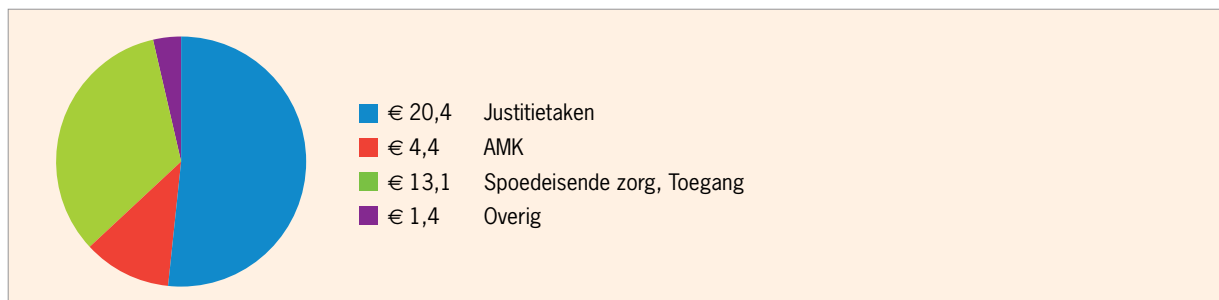 € 20,4 Justitietaken
€ 4,4 AMK
€ 13,1 Spoedeisende zorg, Toegang
€ 1,4 Overig